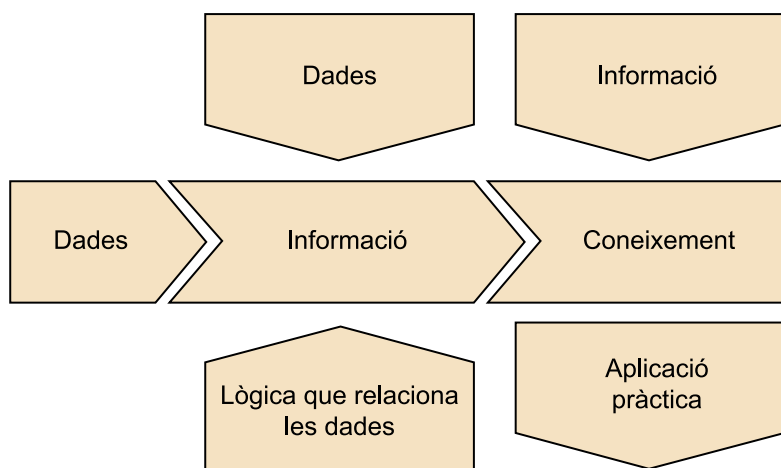 Dades
Informació
Dades
Informació
Coneixement
Lògica que relaciona
les dades
Aplicació
pràctica